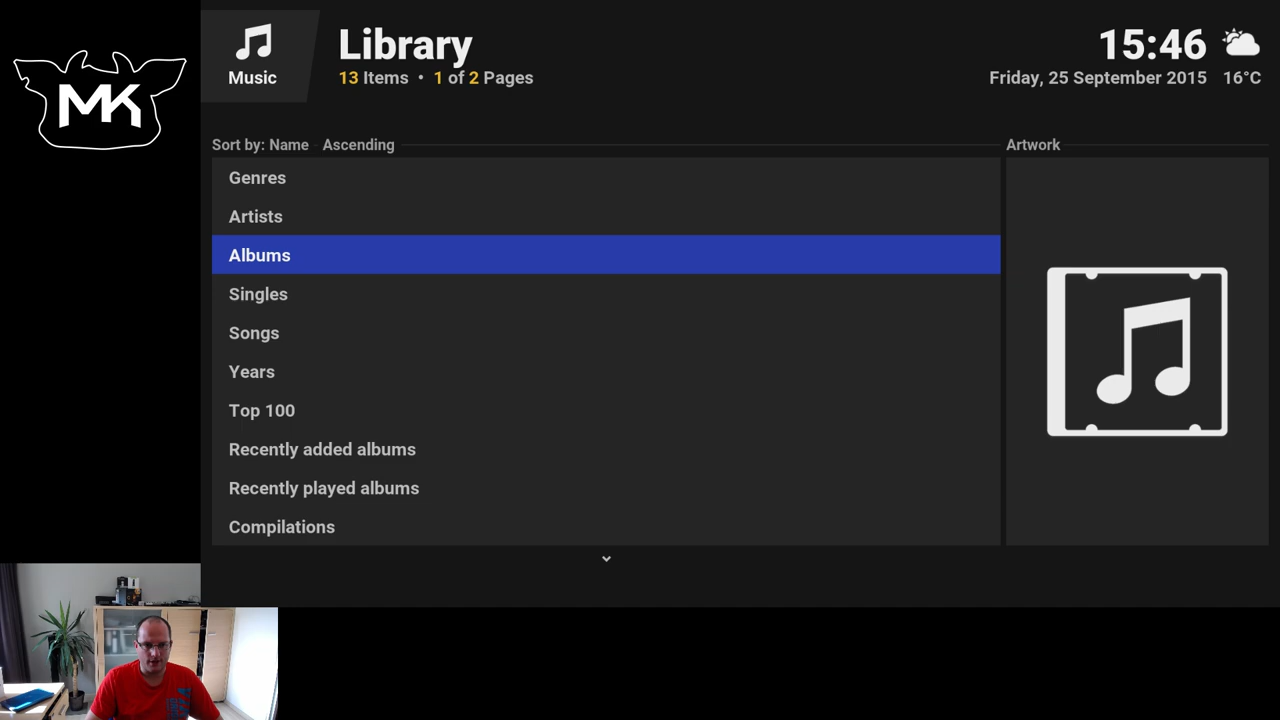 MK
Music
Library
13 Items • 1 of 2 Pages
15:46
Friday, 25 September 2015 16°C
Sort by: Name · Ascending
Artwork
Genres
Artists
Albums
Singles
Songs
Years
Top 100
Recently added albums
Recently played albums
Compilations